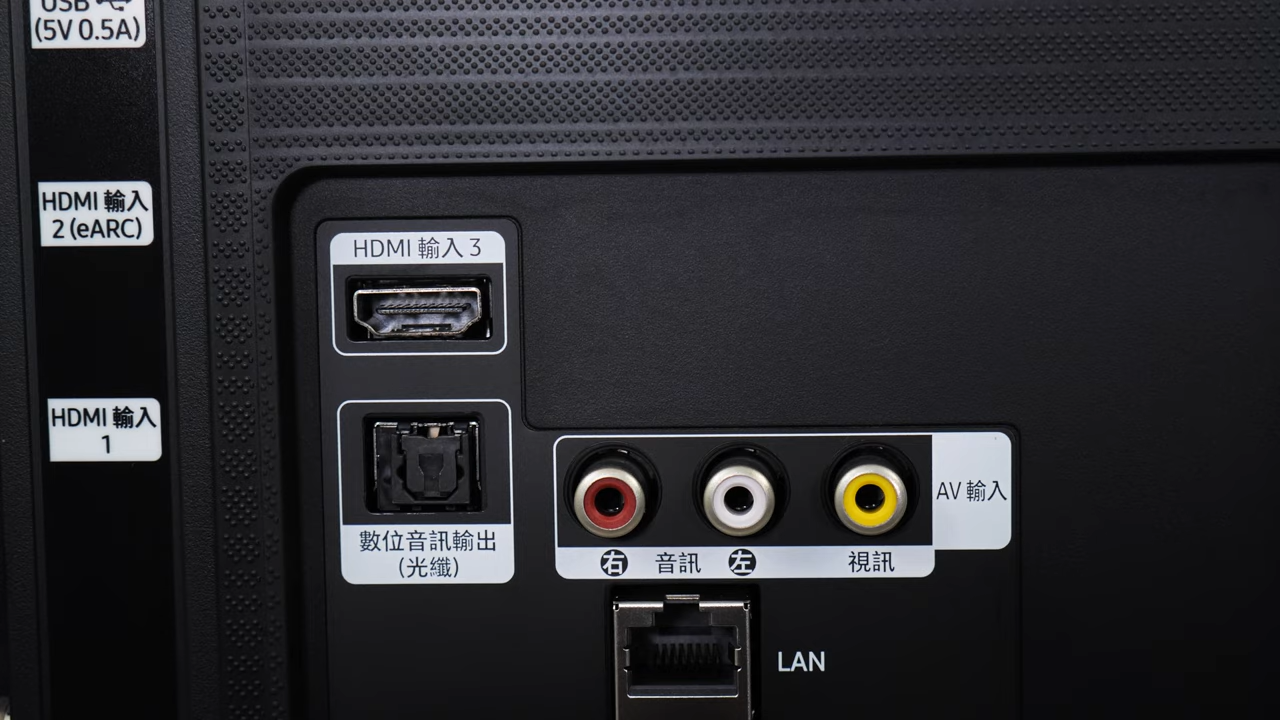 USB
(5V 0.5A)
HDMI 輸入
2 (eARC)
HDMI 輸入
1
HDMI 輸入 3
數位音訊輸出
(光纖)
AV 輸入
右 音訊 左 視訊
LAN